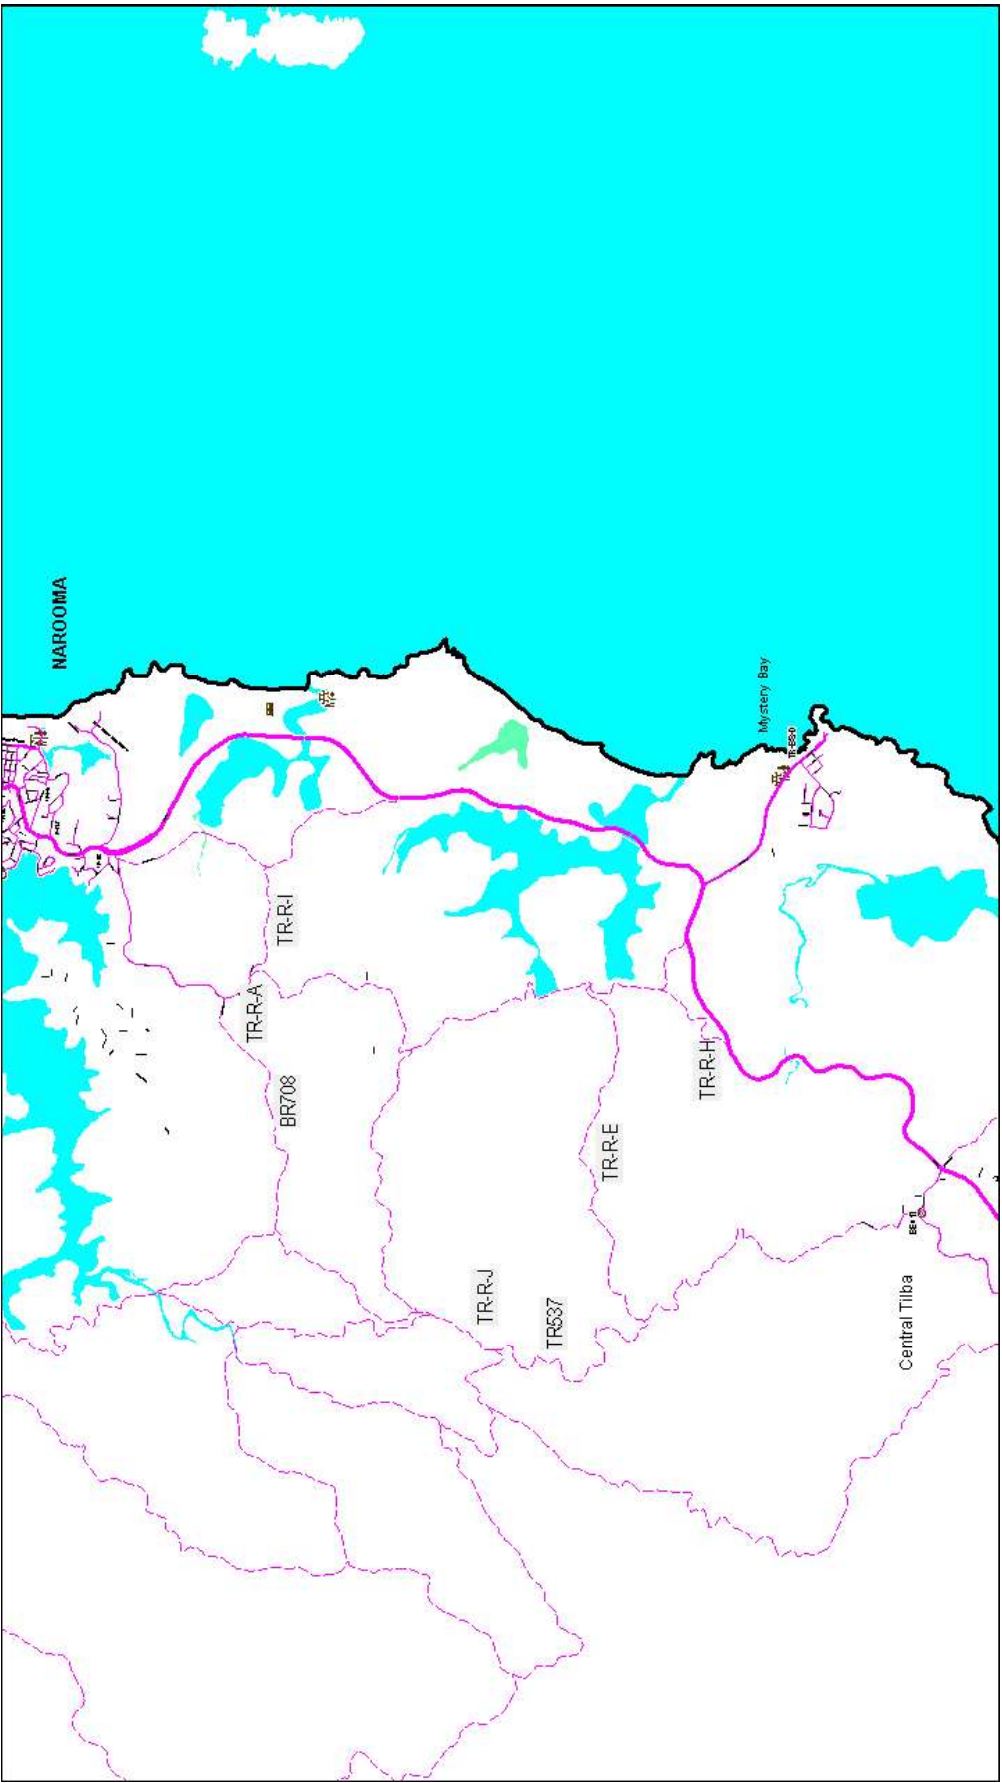 NAROOMA
Mystery Bay
TR-R-I
TR-R-A
BR708
TR-R-H
TR-R-E
TR-R-J
TR537
Central Tilba